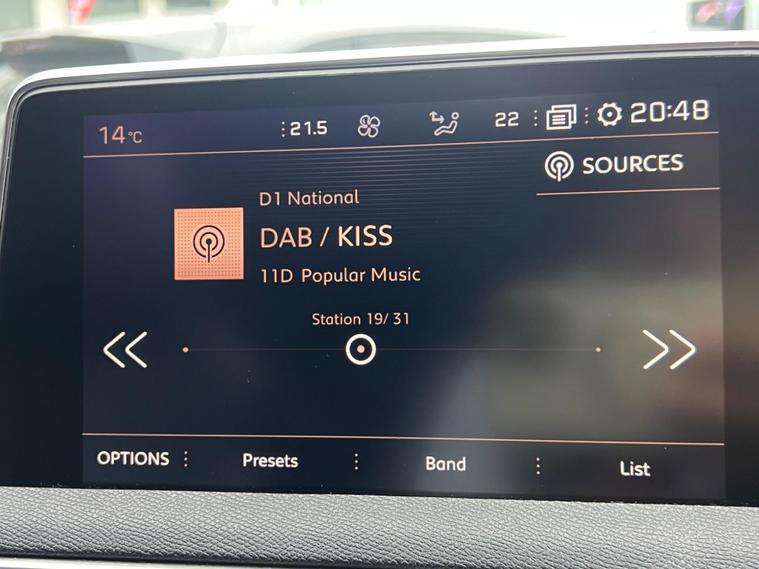 14°C 21.5 22 20:48
SOURCES
D1 National
DAB / KISS
11D Popular Music
Station 19/ 31
OPTIONS Presets Band List